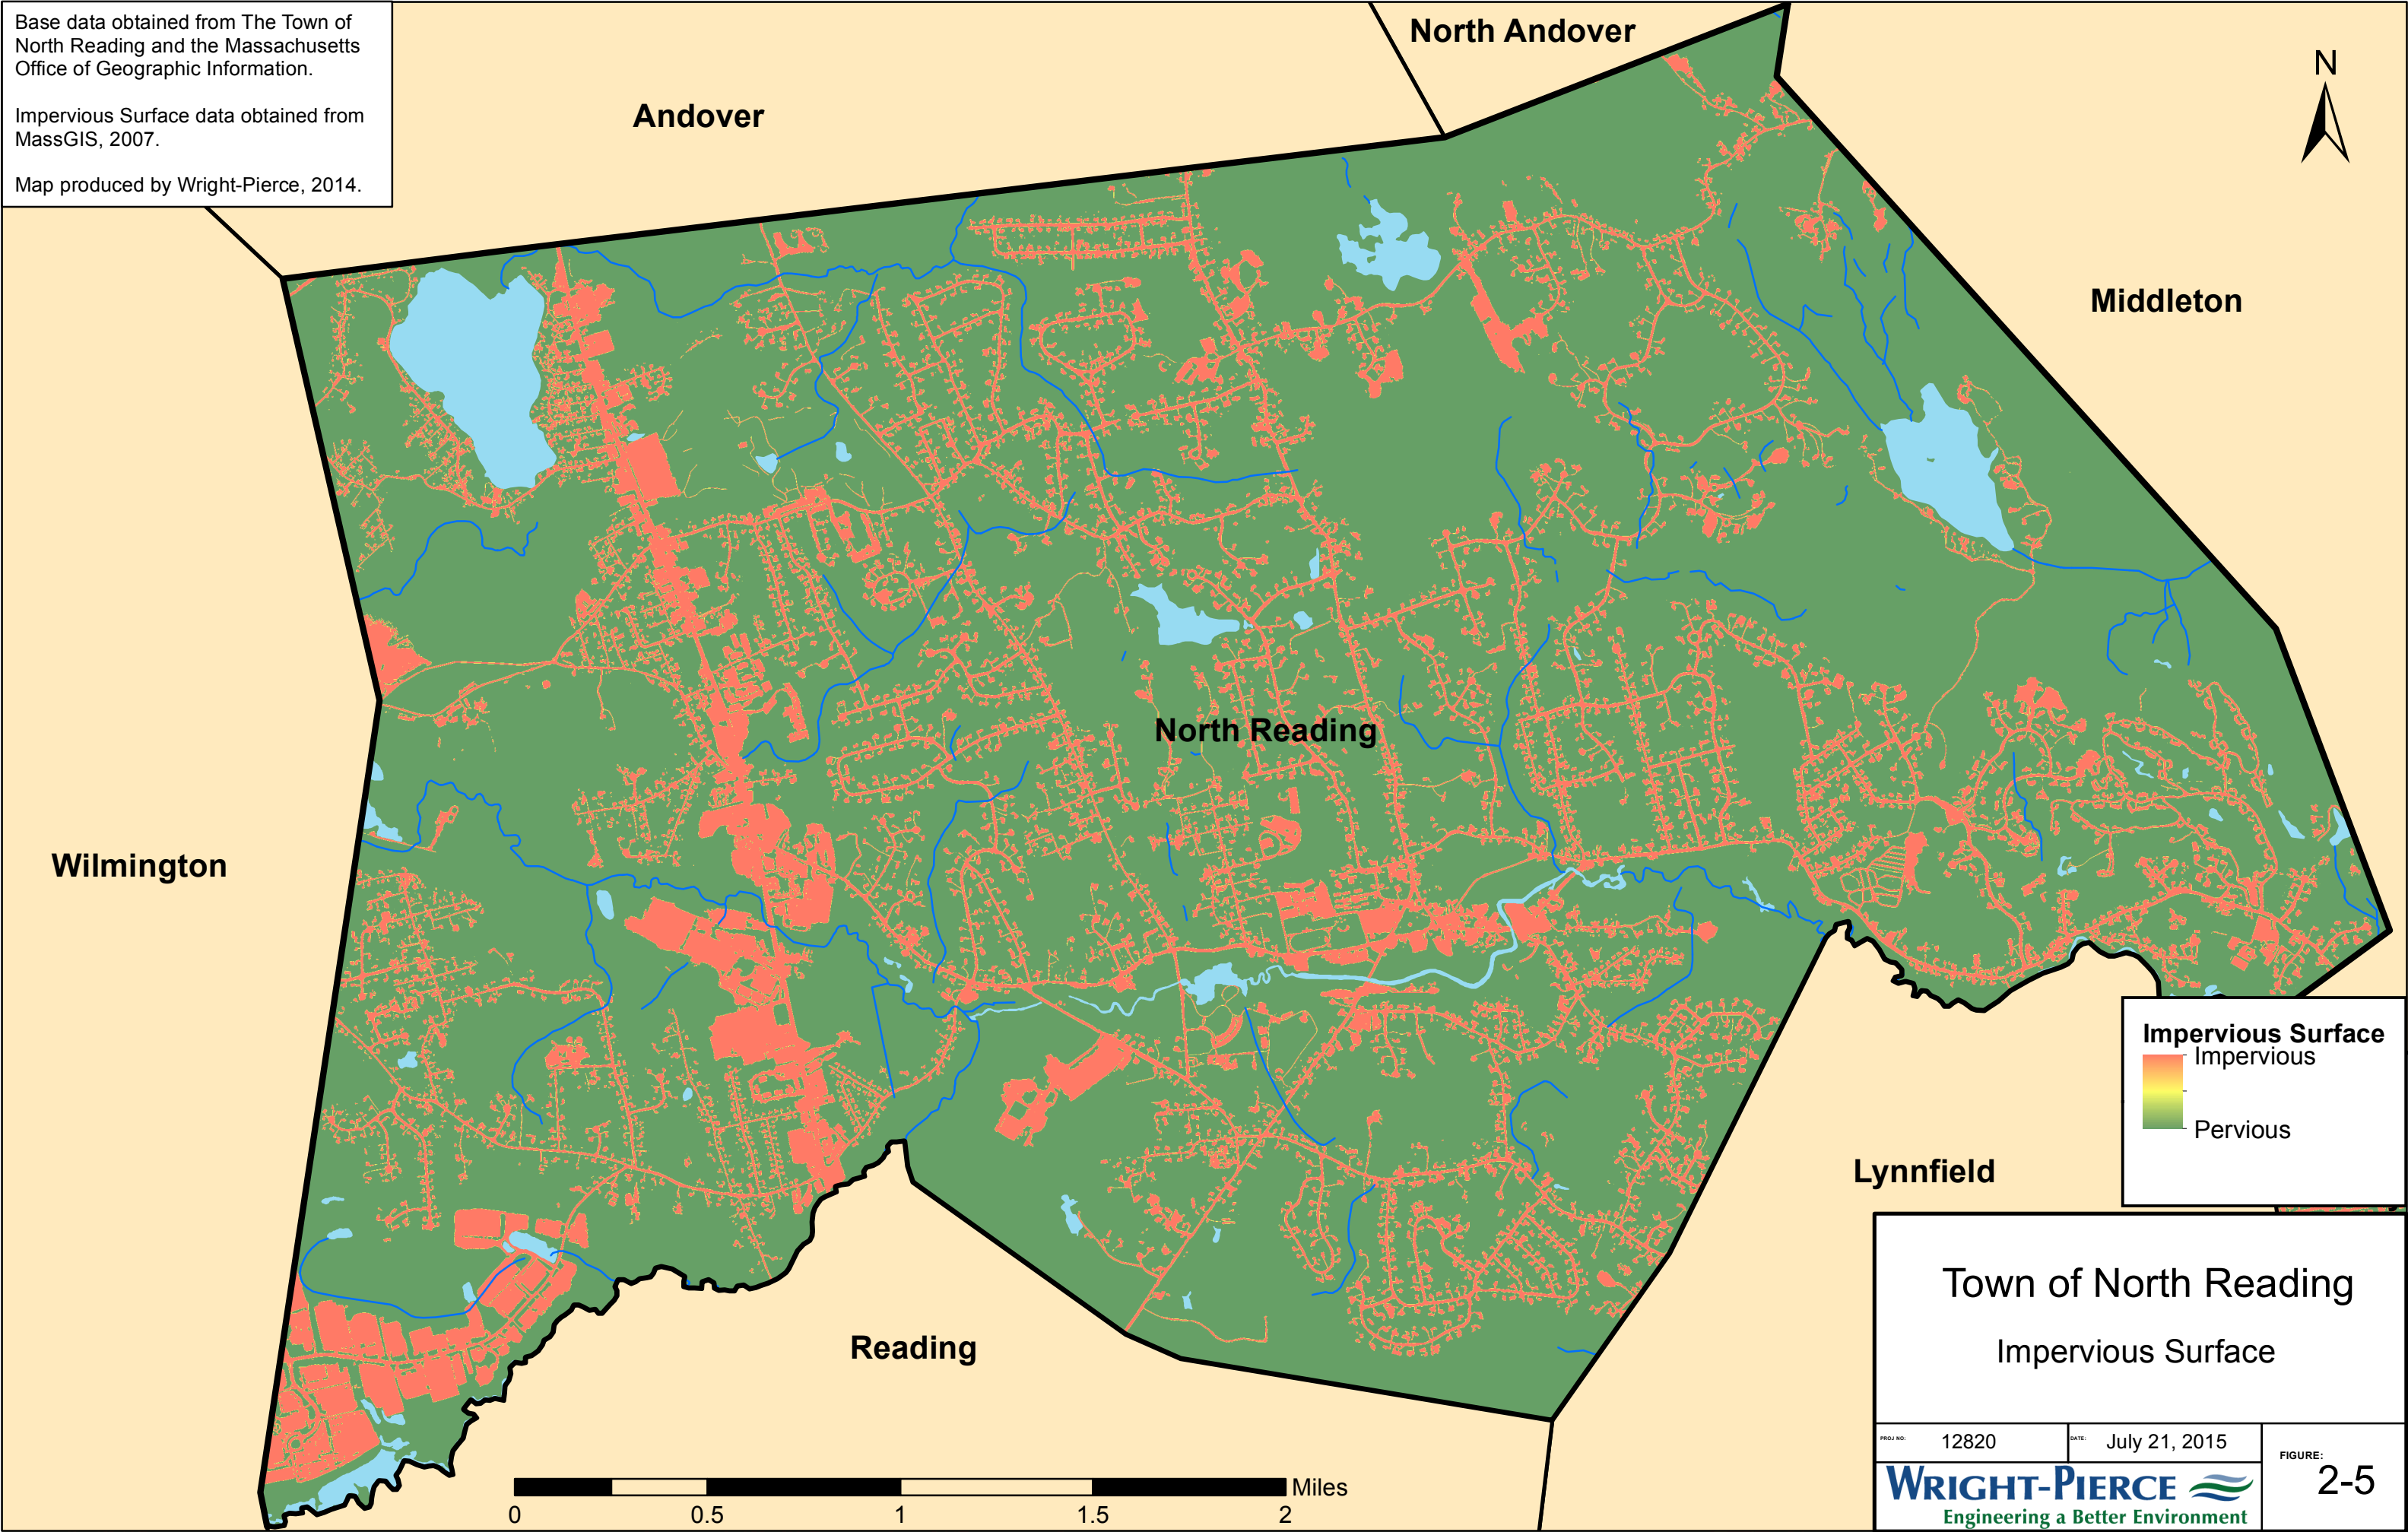 Base data obtained from The Town of
North Reading and the Massachusetts
Office of Geographic Information.
Impervious Surface data obtained from
MassGIS, 2007.
Map produced by Wright-Pierce, 2014.
North Andover
N
Andover
Middleton
North Reading
Wilmington
Impervious Surface
Impervious
Pervious
Lynnfield
Reading
Town of North Reading
Impervious Surface
PROJ NO: 12820
DATE: July 21, 2015
FIGURE:
2-5
WRIGHT-PIERCE
Engineering a Better Environment
Miles
0 0.5 1 1.5 2